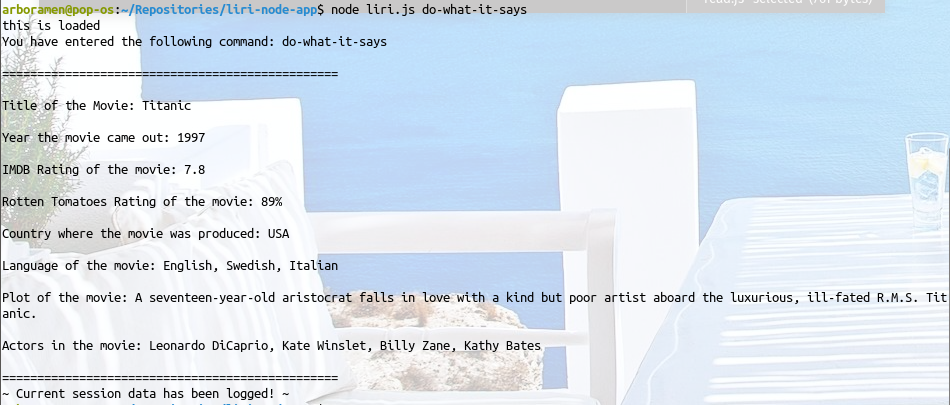 arboramen@pop-os:~/Repositories/liri-node-app$ node liri.js do-what-it-says
this is loaded
You have entered the following command: do-what-it-says
================================================
Title of the Movie: Titanic
Year the movie came out: 1997
IMDB Rating of the movie: 7.8
Rotten Tomatoes Rating of the movie: 89%
Country where the movie was produced: USA
Language of the movie: English, Swedish, Italian
Plot of the movie: A seventeen-year-old aristocrat falls in love with a kind but poor artist aboard the luxurious, ill-fated R.M.S. Tit
anic.
Actors in the movie: Leonardo DiCaprio, Kate Winslet, Billy Zane, Kathy Bates
================================================
~ Current session data has been logged! ~